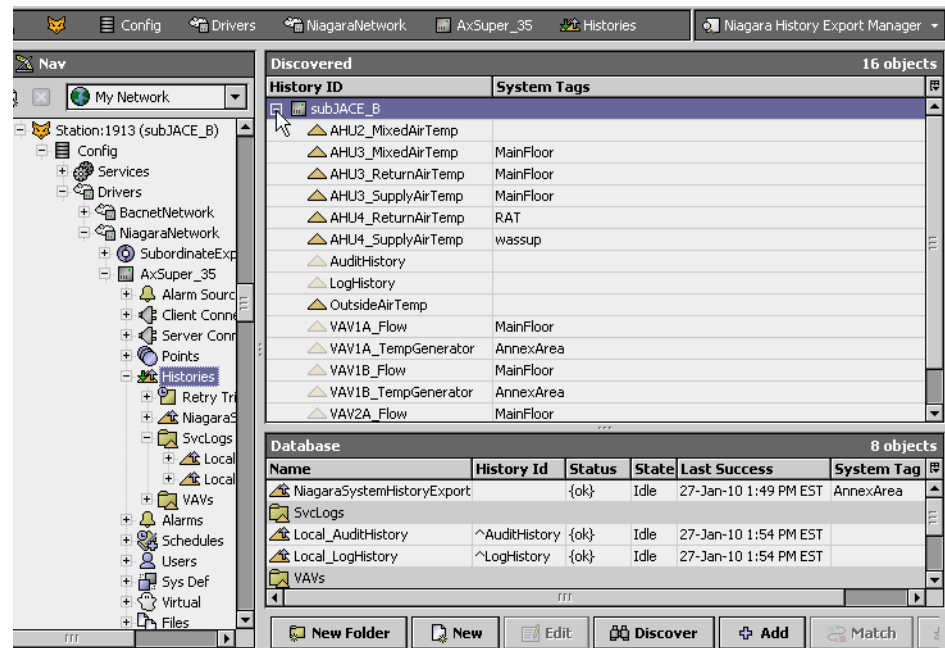 Config Drivers NiagaraNetwork AxSuper_35 Histories Niagara History Export Manager
Nav
My Network
Station:1913 (subJACE_B)
Config
Services
Drivers
BacnetNetwork
NiagaraNetwork
SubordinateExp
AxSuper_35
Alarm Sourc
Client Conne
Server Conr
Points
Histories
Retry Tri
NiagaraS
SvcLogs
Local
Local
VAVs
Alarms
Schedules
Users
Sys Def
Virtual
Files
Discovered 16 objects
History ID System Tags
subJACE_B
AHU2_MixedAirTemp
AHU3_MixedAirTemp MainFloor
AHU3_ReturnAirTemp MainFloor
AHU3_SupplyAirTemp MainFloor
AHU4_ReturnAirTemp RAT
AHU4_SupplyAirTemp wassup
AuditHistory
LogHistory
OutsideAirTemp
VAV1A_Flow MainFloor
VAV1A_TempGenerator AnnexArea
VAV1B_Flow MainFloor
VAV1B_TempGenerator AnnexArea
VAV2A_Flow MainFloor
Database 8 objects
Name History Id Status State Last Success System Tag
NiagaraSystemHistoryExport {ok} Idle 27-Jan-10 1:49 PM EST AnnexArea
SvcLogs
Local_AuditHistory ^AuditHistory {ok} Idle 27-Jan-10 1:54 PM EST
Local_LogHistory ^LogHistory {ok} Idle 27-Jan-10 1:54 PM EST
VAVs
New Folder New Edit Discover Add Match